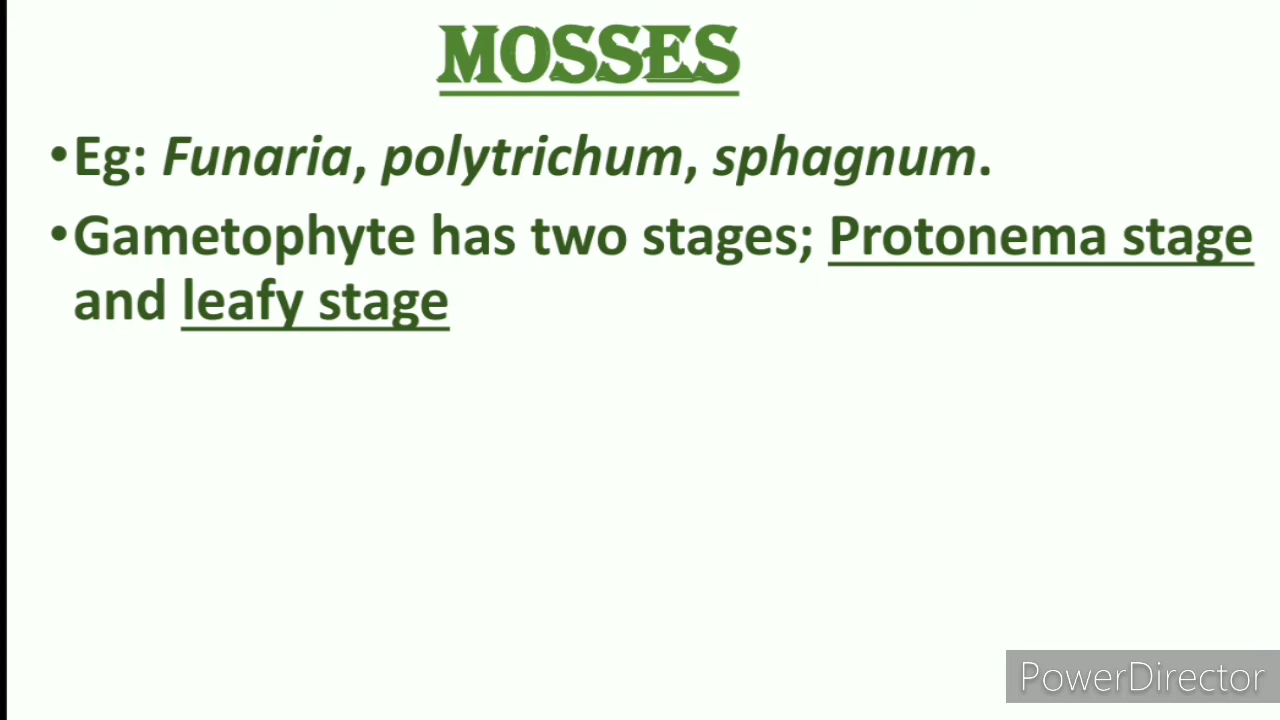 MOSSES
•Eg: Funaria, polytrichum, sphagnum.
•Gametophyte has two stages; Protonema stage
and leafy stage
PowerDirector